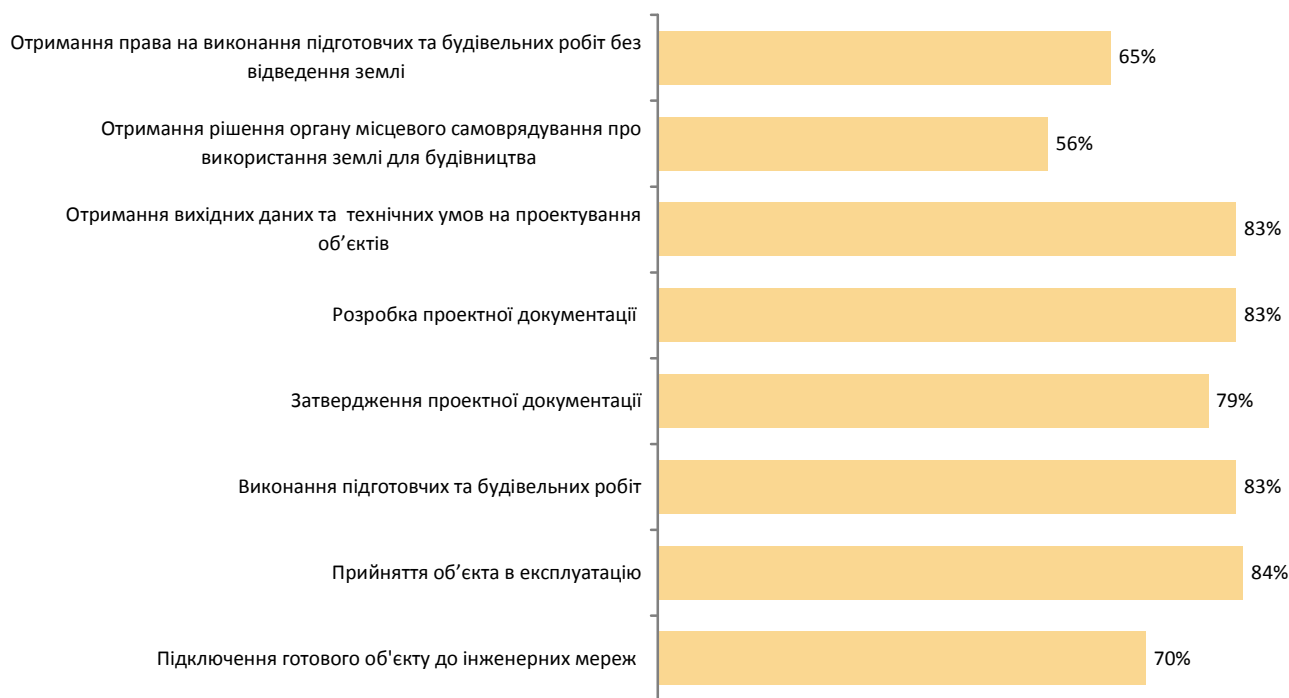 Отримання права на виконання підготовчих та будівельних робіт без
відведення землі
65%
Отримання рішення органу місцевого самоврядування про
використання землі для будівництва
56%
Отримання вихідних даних та  технічних умов на проектування
об’єктів
83%
Розробка проектної документації
83%
Затвердження проектної документації
79%
Виконання підготовчих та будівельних робіт
83%
Прийняття об’єкта в експлуатацію
84%
Підключення готового об'єкту до інженерних мереж
70%